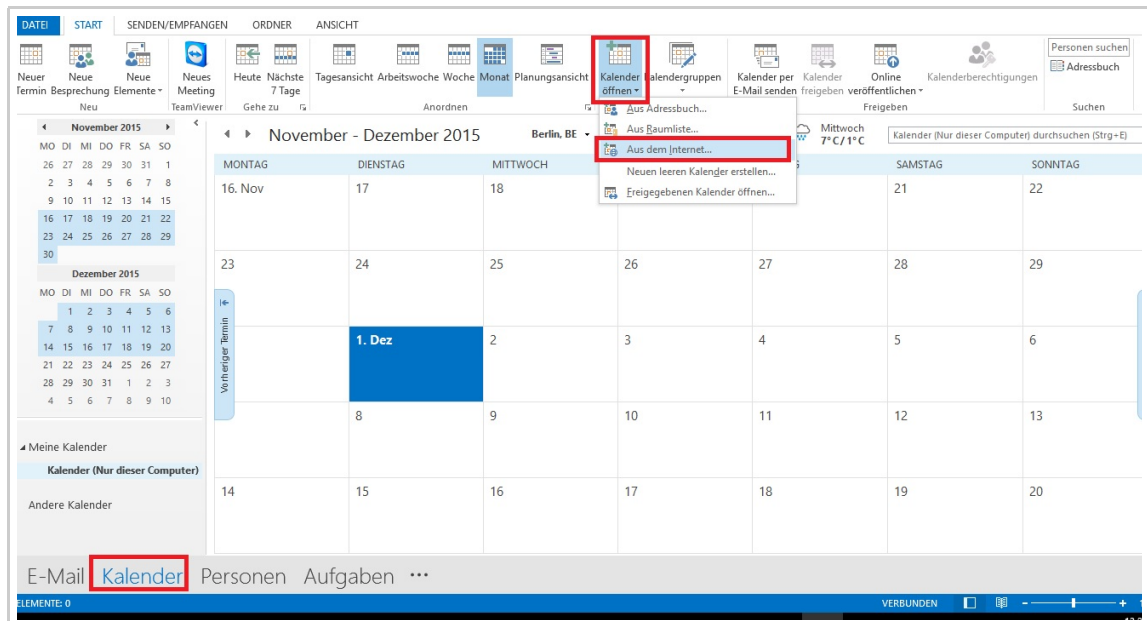 DATEI START SENDEN/EMPFANGEN ORDNER ANSICHT
Neuer Termin
Neue Besprechung
Neue Elemente
Neues Meeting
Heute
Nächste 7 Tage
Tagesansicht
Arbeitswoche
Woche
Monat
Planungsansicht
Kalender öffnen
Kalendergruppen
Kalender per E-Mail senden
Kalender freigeben
Online veröffentlichen
Kalenderberechtigungen
Personen suchen
Adressbuch
Neu TeamViewer Gehe zu Anordnen Freigeben Suchen
Aus Adressbuch...
Aus Raumliste...
Aus dem Internet...
Neuen leeren Kalender erstellen...
Freigegebenen Kalender öffnen...
November 2015
MO DI MI DO FR SA SO
26 27 28 29 30 31 1
2 3 4 5 6 7 8
9 10 11 12 13 14 15
16 17 18 19 20 21 22
23 24 25 26 27 28 29
30
Dezember 2015
MO DI MI DO FR SA SO
1 2 3 4 5 6
7 8 9 10 11 12 13
14 15 16 17 18 19 20
21 22 23 24 25 26 27
28 29 30 31 1 2 3
4 5 6 7 8 9 10
Meine Kalender
Kalender (Nur dieser Computer)
Andere Kalender
November - Dezember 2015
Berlin, BE
Mittwoch
7°C/1°C
Kalender (Nur dieser Computer) durchsuchen (Strg+E)
MONTAG DIENSTAG MITTWOCH SAMSTAG SONNTAG
16. Nov 17 18 21 22
23 24 25 26 27 28 29
Vorheriger Termin
1. Dez 2 3 4 5 6
8 9 10 11 12 13
14 15 16 17 18 19 20
E-Mail Kalender Personen Aufgaben ...
ELEMENTE: 0 VERBUNDEN